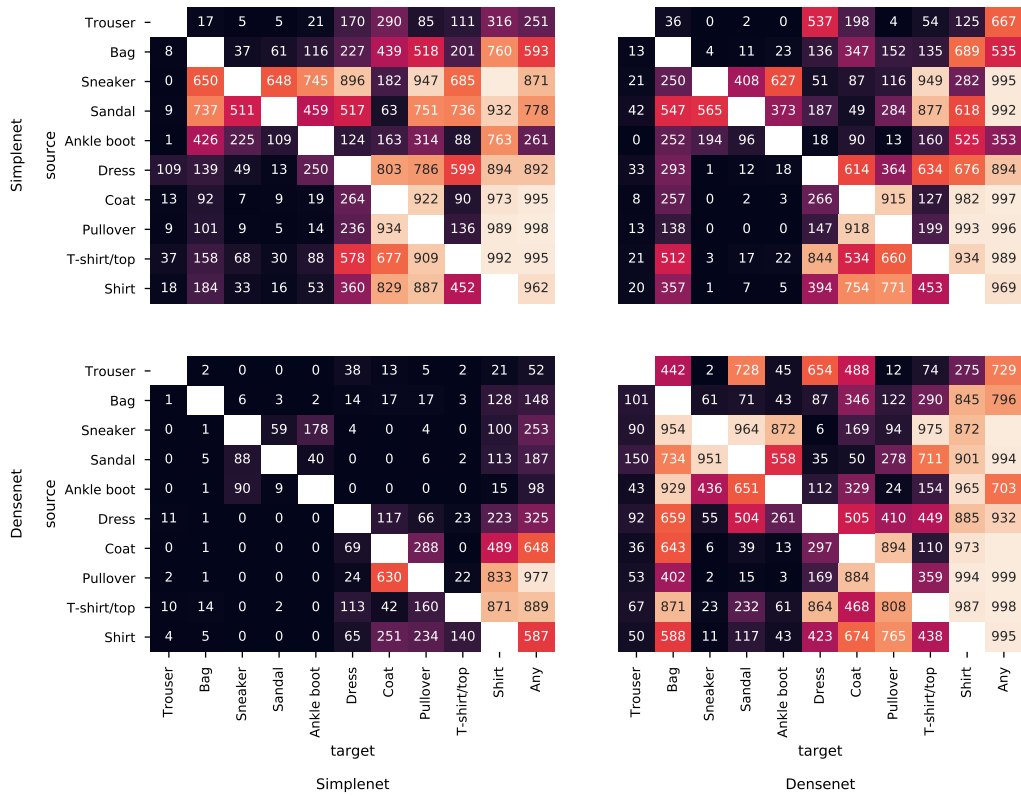 Trouser 17 5 5 21 170 290 85 111 316 251 36 0 2 0 537 198 4 54 125 667
Bag 8 37 61 116 227 439 518 201 760 593 13 4 11 23 136 347 152 135 689 535
Sneaker 0 650 648 745 896 182 947 685 871 21 250 408 627 51 87 116 949 282 995
Sandal 9 737 511 459 517 63 751 736 932 778 42 547 565 373 187 49 284 877 618 992
Ankle boot 1 426 225 109 124 163 314 88 763 261 0 252 194 96 18 90 13 160 525 353
Dress 109 139 49 13 250 803 786 599 894 892 33 293 1 12 18 614 364 634 676 894
Coat 13 92 7 9 19 264 922 90 973 995 8 257 0 2 3 266 915 127 982 997
Pullover 9 101 9 5 14 236 934 136 989 998 13 138 0 0 0 147 918 199 993 996
T-shirt/top 37 158 68 30 88 578 677 909 992 995 21 512 3 17 22 844 534 660 934 989
Shirt 18 184 33 16 53 360 829 887 452 962 20 357 1 7 5 394 754 771 453 969
Simplenet
source
Trouser 2 0 0 0 38 13 5 2 21 52 442 2 728 45 654 488 12 74 275 729
Bag 1 6 3 2 14 17 17 3 128 148 101 61 71 43 87 346 122 290 845 796
Sneaker 0 1 59 178 4 0 4 0 100 253 90 954 964 872 6 169 94 975 872
Sandal 0 5 88 40 0 0 6 2 113 187 150 734 951 558 35 50 278 711 901 994
Ankle boot 0 1 90 9 0 0 0 0 15 98 43 929 436 651 112 329 24 154 965 703
Dress 11 1 0 0 0 117 66 23 223 325 92 659 55 504 261 505 410 449 885 932
Coat 0 1 0 0 0 69 288 0 489 648 36 643 6 39 13 297 894 110 973
Pullover 2 1 0 0 0 24 630 22 833 977 53 402 2 15 3 169 884 359 994 999
T-shirt/top 10 14 0 2 0 113 42 160 871 889 67 871 23 232 61 864 468 808 987 998
Shirt 4 5 0 0 0 65 251 234 140 587 50 588 11 117 43 423 674 765 438 995
Densenet
source
Trouser Bag Sneaker Sandal Ankle boot Dress Coat Pullover T-shirt/top Shirt Any Trouser Bag Sneaker Sandal Ankle boot Dress Coat Pullover T-shirt/top Shirt Any
target target
Simplenet Densenet